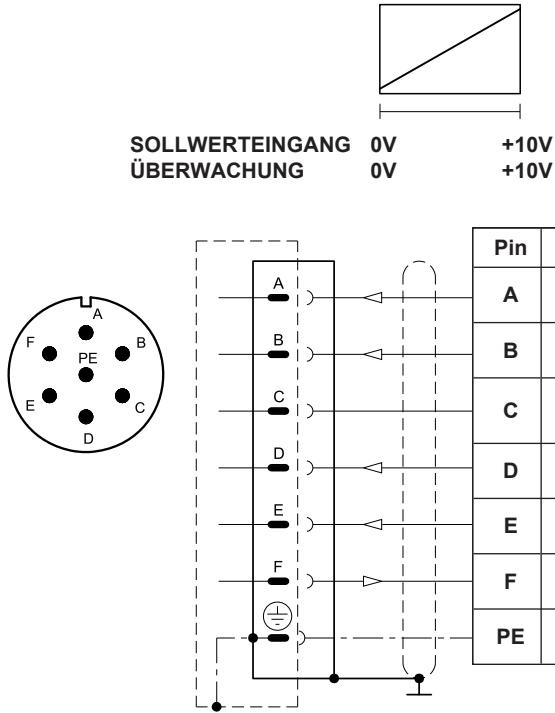 SOLLWERTEINGANG 0V +10V
ÜBERWACHUNG 0V +10V
A
B
C
D
E
F
PE
A
B
C
D
E
F
Pin
A
B
C
D
E
F
PE